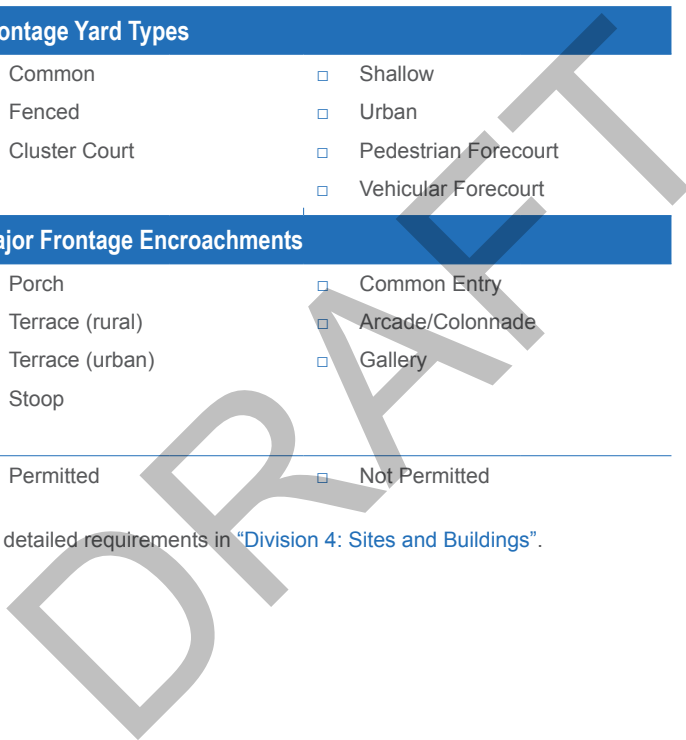 ontage Yard Types
Common □ Shallow
Fenced □ Urban
Cluster Court □ Pedestrian Forecourt
□ Vehicular Forecourt
ajor Frontage Encroachments
Porch □ Common Entry
Terrace (rural) □ Arcade/Colonnade
Terrace (urban) □ Gallery
Stoop
Permitted □ Not Permitted
detailed requirements in "Division 4: Sites and Buildings".
DRAFT